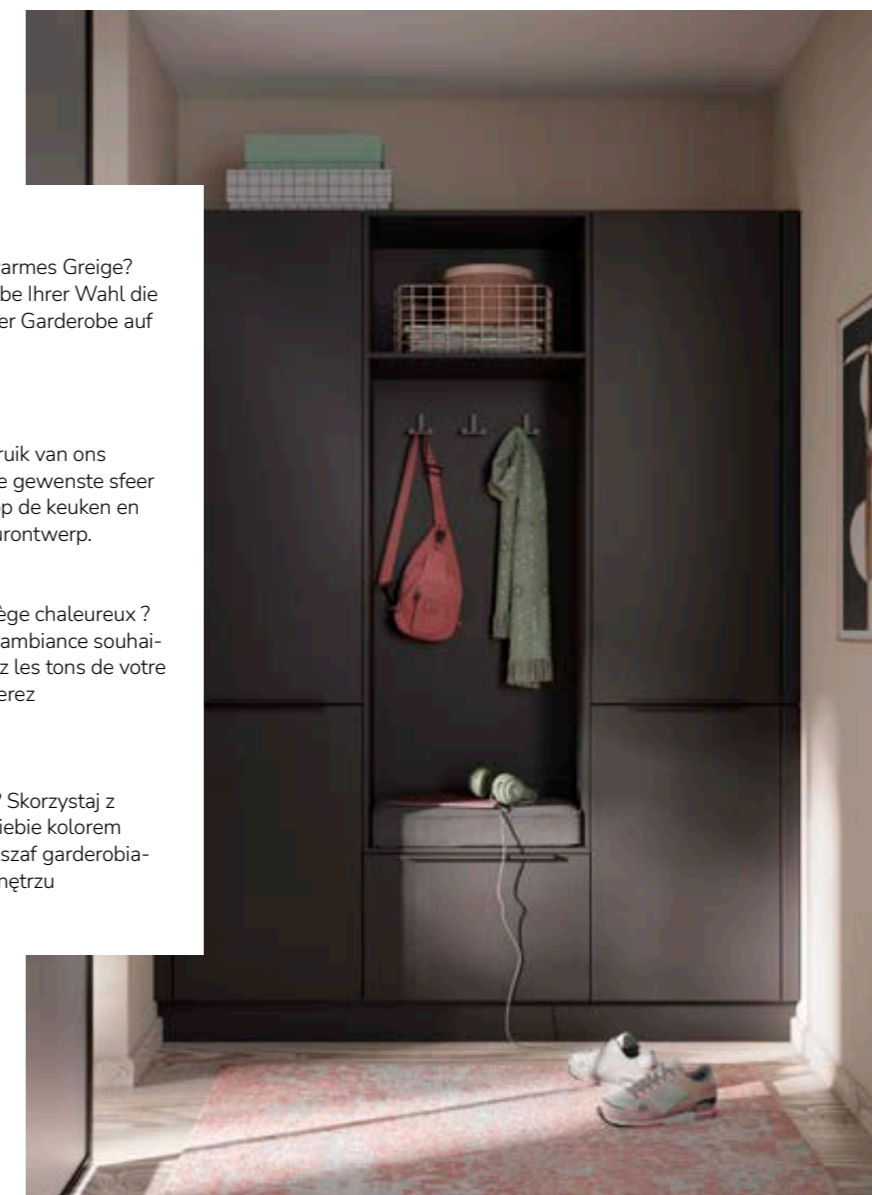 armes Greige?
be Ihrer Wahl die
er Garderobe auf
ruik van ons
e gewenste sfeer
op de keuken en
urontwerp.
ège chaleureux ?
ambiance souhai-
z les tons de votre
erez
? Skorzystaj z
iebie kolorem
szaf garderobia-
nętrzu